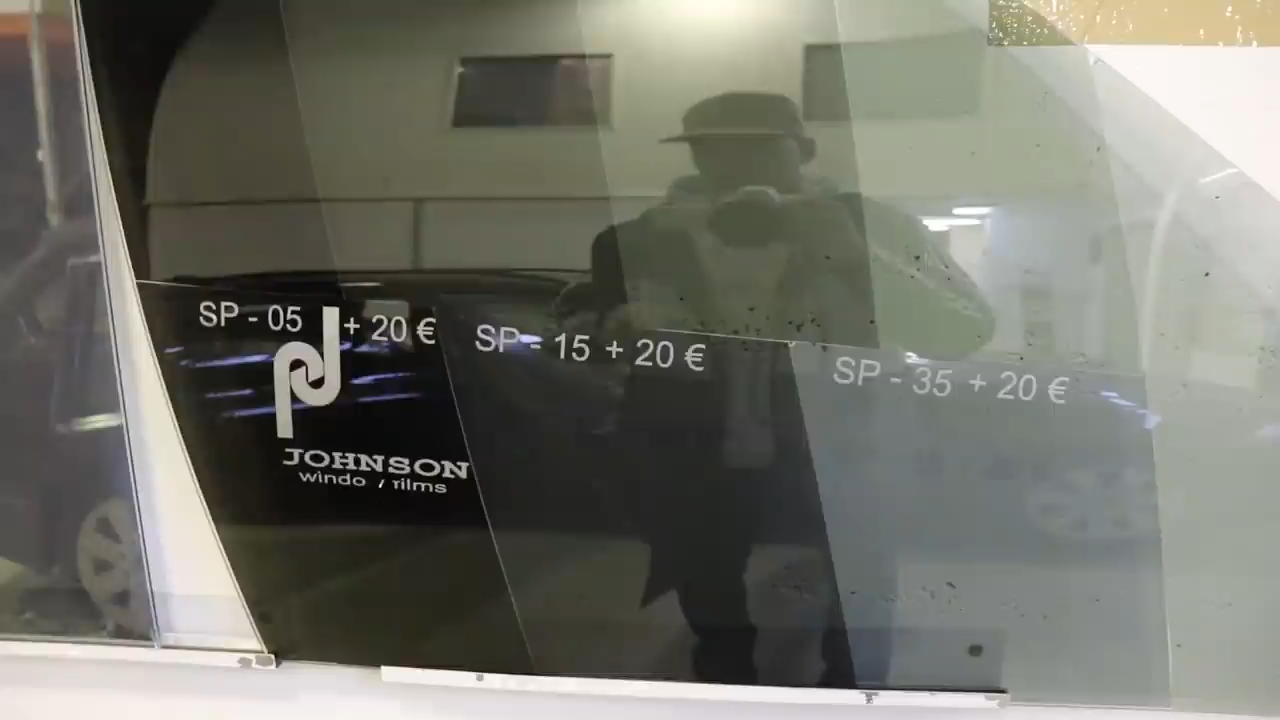 SP - 05 + 20 €
SP - 15 + 20 €
SP - 35 + 20 €
JOHNSON